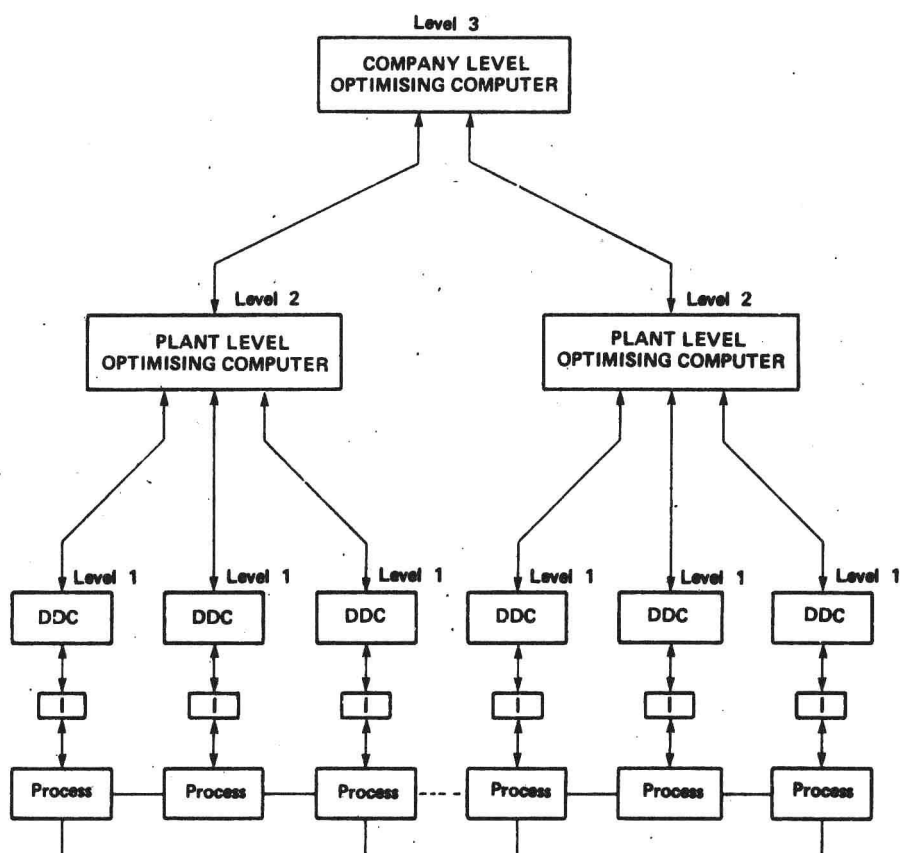 Level 3
COMPANY LEVEL
OPTIMISING COMPUTER
Level 2
Level 2
PLANT LEVEL
OPTIMISING COMPUTER
PLANT LEVEL
OPTIMISING COMPUTER
Level 1
Level 1
Level 1
Level 1
Level 1
Level 1
DDC
DDC
DDC
DDC
DDC
DDC
I
I
I
I
I
I
Process
Process
Process
Process
Process
Process